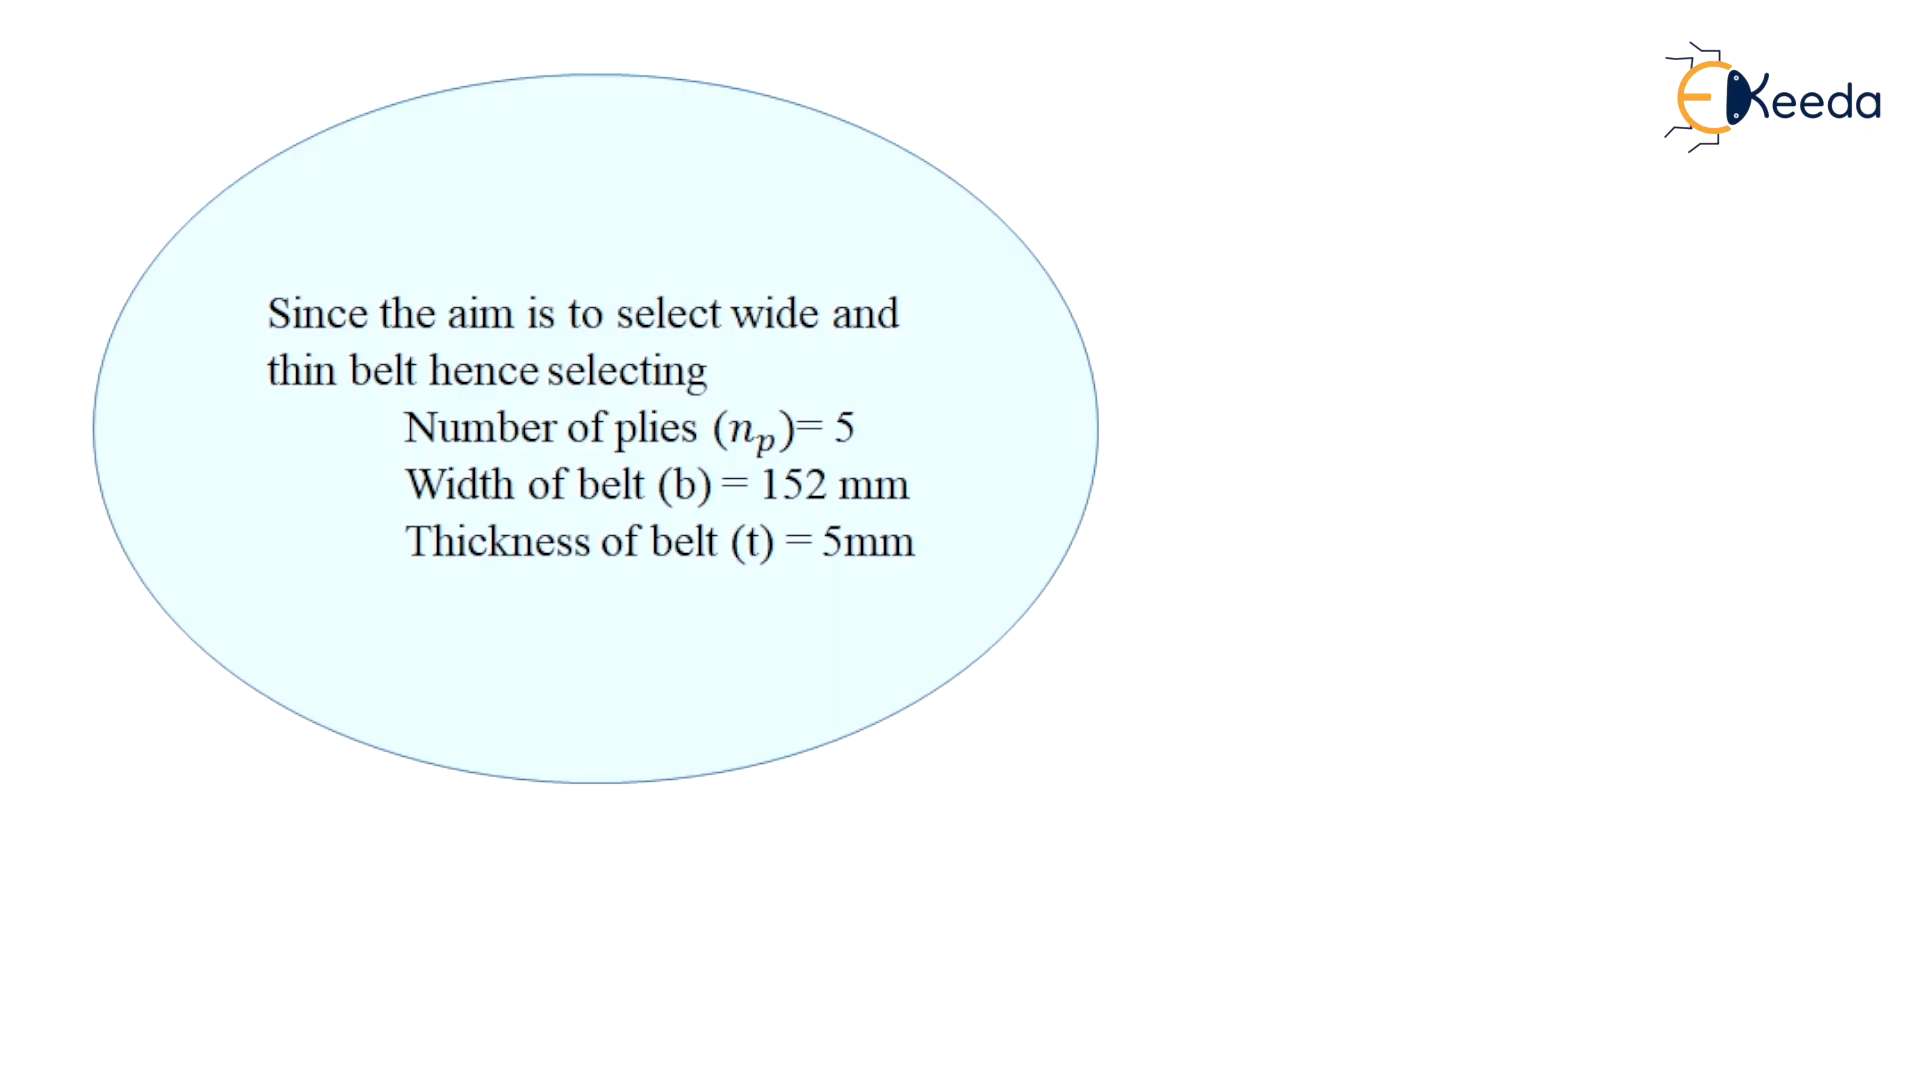 EKeeda
Since the aim is to select wide and
thin belt hence selecting
Number of plies (n_p)= 5
Width of belt (b) = 152 mm
Thickness of belt (t) = 5mm